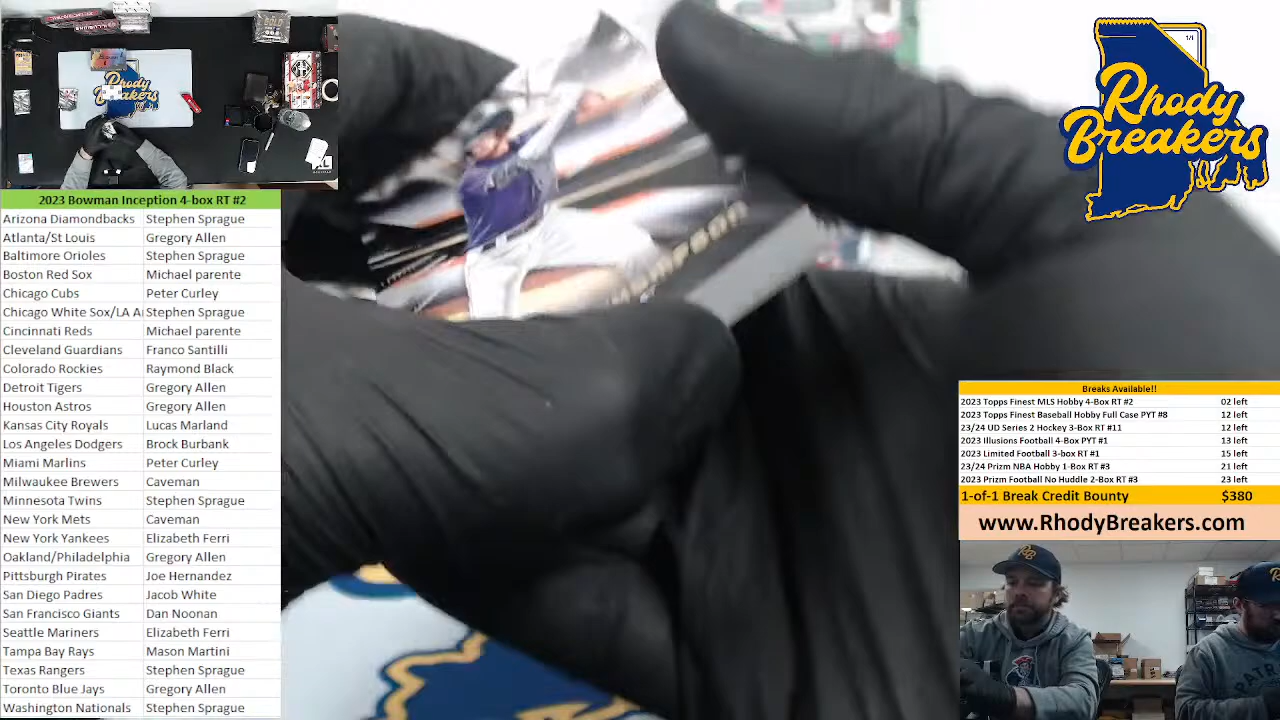 Rhody
Breakers
2023 Bowman Inception 4-box RT #2
Arizona Diamondbacks Stephen Sprague
Atlanta/St Louis Gregory Allen
Baltimore Orioles Stephen Sprague
Boston Red Sox Michael parente
Chicago Cubs Peter Curley
Chicago White Sox/LA A Stephen Sprague
Cincinnati Reds Michael parente
Cleveland Guardians Franco Santilli
Colorado Rockies Raymond Black
Detroit Tigers Gregory Allen
Houston Astros Gregory Allen
Kansas City Royals Lucas Marland
Los Angeles Dodgers Brock Burbank
Miami Marlins Peter Curley
Milwaukee Brewers Caveman
Minnesota Twins Stephen Sprague
New York Mets Caveman
New York Yankees Elizabeth Ferri
Oakland/Philadelphia Gregory Allen
Pittsburgh Pirates Joe Hernandez
San Diego Padres Jacob White
San Francisco Giants Dan Noonan
Seattle Mariners Elizabeth Ferri
Tampa Bay Rays Mason Martini
Texas Rangers Stephen Sprague
Toronto Blue Jays Gregory Allen
Washington Nationals Stephen Sprague
1/1
Rhody
Breakers
Breaks Available!!
2023 Topps Finest MLS Hobby 4-Box RT #2 02 left
2023 Topps Finest Baseball Hobby Full Case PYT #8 12 left
23/24 UD Series 2 Hockey 3-Box RT #11 12 left
2023 Illusions Football 4-Box PYT #1 13 left
2023 Limited Football 3-box RT #1 15 left
23/24 Prizm NBA Hobby 1-Box RT #3 21 left
2023 Prizm Football No Huddle 2-Box RT #3 23 left
1-of-1 Break Credit Bounty $380
www.RhodyBreakers.com
RB